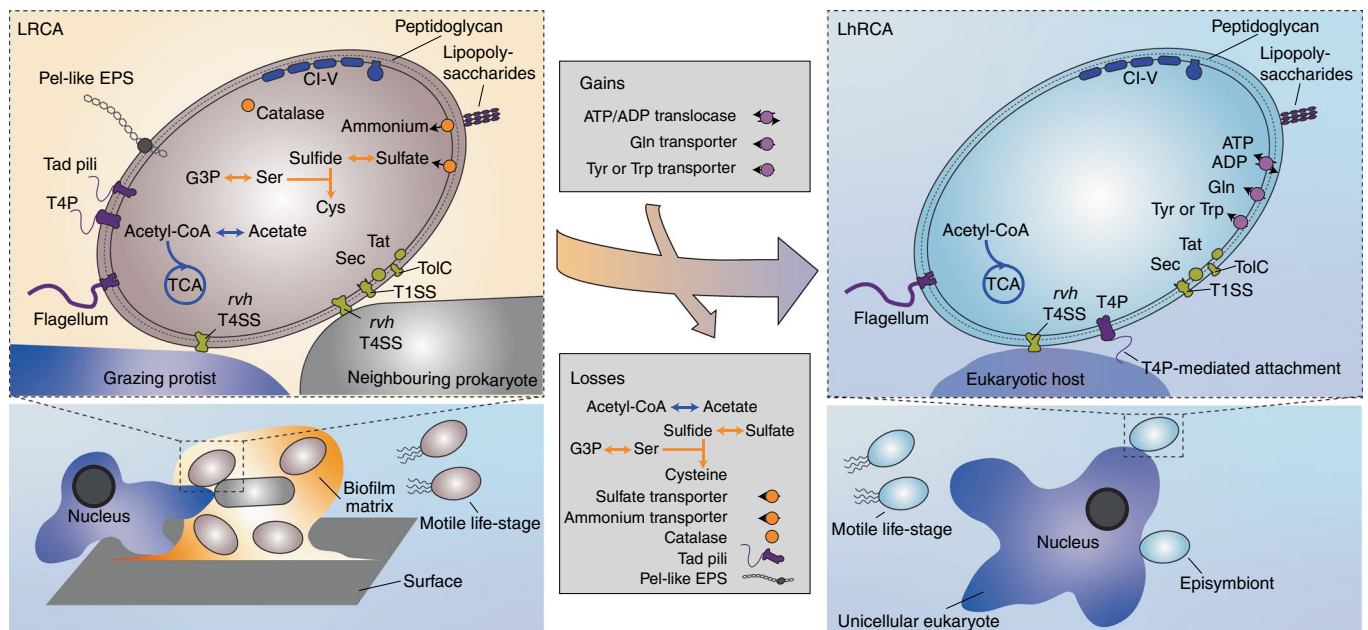 LRCA
Peptidoglycan
Lipopoly-
saccharides
Pel-like EPS
CI-V
Catalase
Ammonium
Tad pili
Sulfide
Sulfate
G3P
Ser
T4P
Cys
Acetyl-CoA
Acetate
Tat
Sec
TolC
TCA
T1SS
Flagellum
rvh
T4SS
rvh
T4SS
Grazing protist
Neighbouring prokaryote
Nucleus
Biofilm
matrix
Motile life-stage
Surface
Gains
ATP/ADP translocase
Gln transporter
Tyr or Trp transporter
Losses
Acetyl-CoA
Acetate
Sulfide
Sulfate
G3P
Ser
Cysteine
Sulfate transporter
Ammonium transporter
Catalase
Tad pili
Pel-like EPS
LhRCA
Peptidoglycan
Lipopoly-
saccharides
CI-V
ATP
ADP
Gln
Tyr or Trp
Acetyl-CoA
Tat
Sec
TolC
TCA
T1SS
Flagellum
rvh
T4SS
T4P
T4P-mediated attachment
Eukaryotic host
Motile life-stage
Nucleus
Episymbiont
Unicellular eukaryote